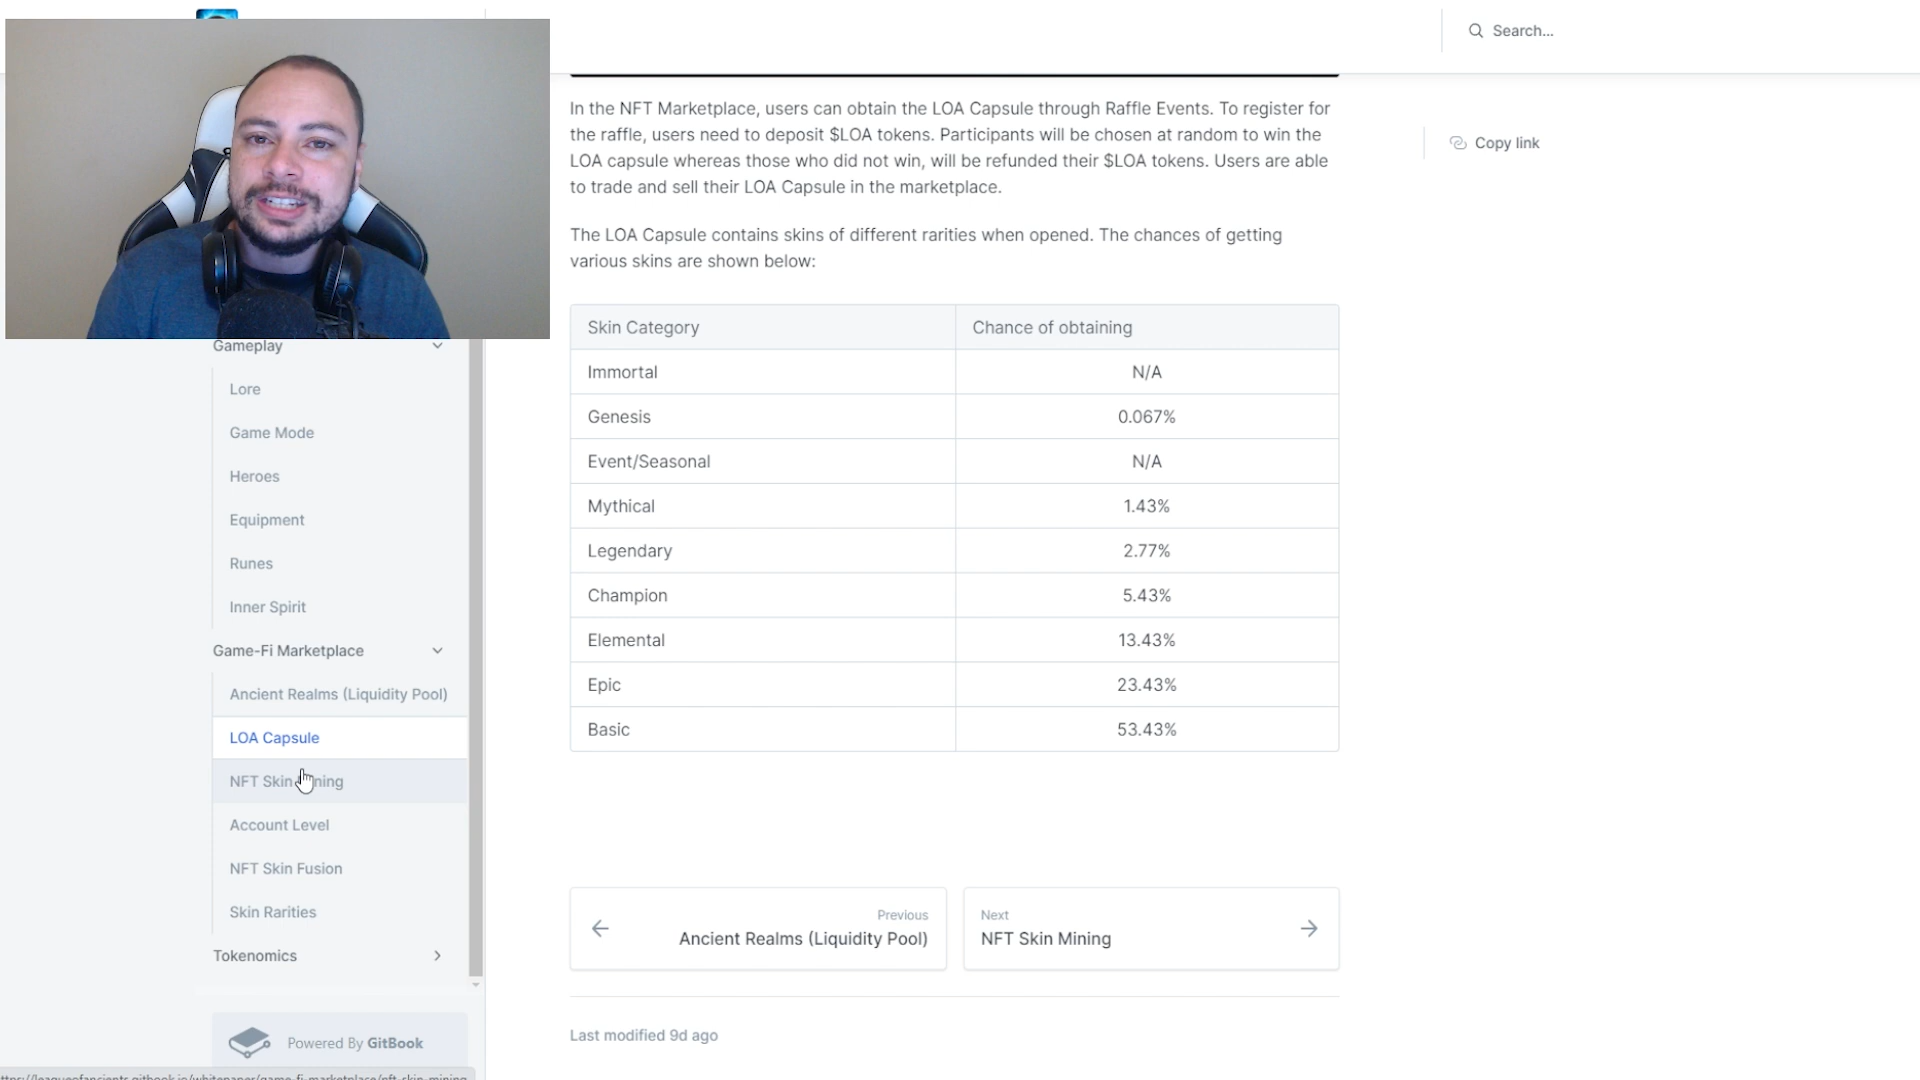 Search...
In the NFT Marketplace, users can obtain the LOA Capsule through Raffle Events. To register for
the raffle, users need to deposit $LOA tokens. Participants will be chosen at random to win the
LOA capsule whereas those who did not win, will be refunded their $LOA tokens. Users are able
to trade and sell their LOA Capsule in the marketplace.
Copy link
The LOA Capsule contains skins of different rarities when opened. The chances of getting
various skins are shown below:
Skin Category Chance of obtaining
Immortal N/A
Genesis 0.067%
Event/Seasonal N/A
Mythical 1.43%
Legendary 2.77%
Champion 5.43%
Elemental 13.43%
Epic 23.43%
Basic 53.43%
Gameplay
Lore
Game Mode
Heroes
Equipment
Runes
Inner Spirit
Game-Fi Marketplace
Ancient Realms (Liquidity Pool)
LOA Capsule
NFT Skin Mining
Account Level
NFT Skin Fusion
Skin Rarities
Tokenomics
Powered By GitBook
Previous
Ancient Realms (Liquidity Pool)
Next
NFT Skin Mining
Last modified 9d ago